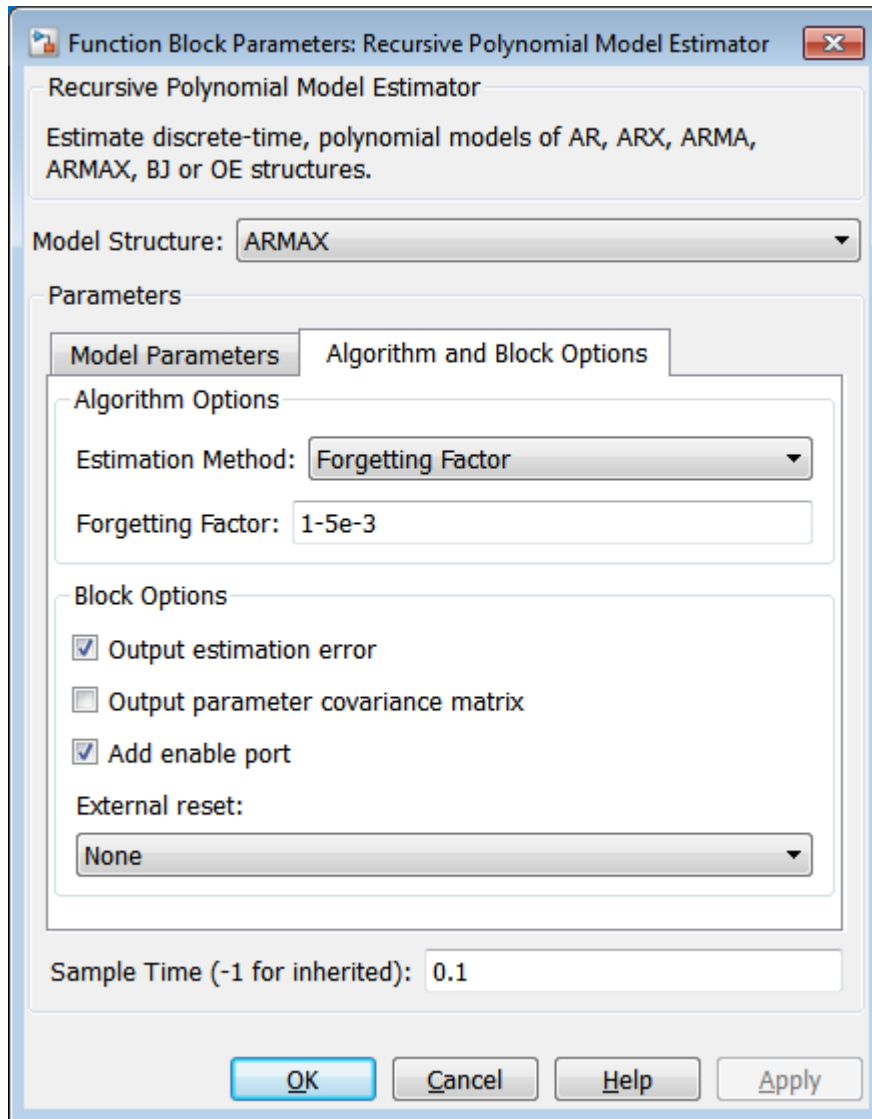 Function Block Parameters: Recursive Polynomial Model Estimator
Recursive Polynomial Model Estimator
Estimate discrete-time, polynomial models of AR, ARX, ARMA,
ARMAX, BJ or OE structures.
Model Structure: ARMAX
Parameters
Model Parameters Algorithm and Block Options
Algorithm Options
Estimation Method: Forgetting Factor
Forgetting Factor: 1-5e-3
Block Options
Output estimation error
Output parameter covariance matrix
Add enable port
External reset:
None
Sample Time (-1 for inherited): 0.1
OK Cancel Help Apply